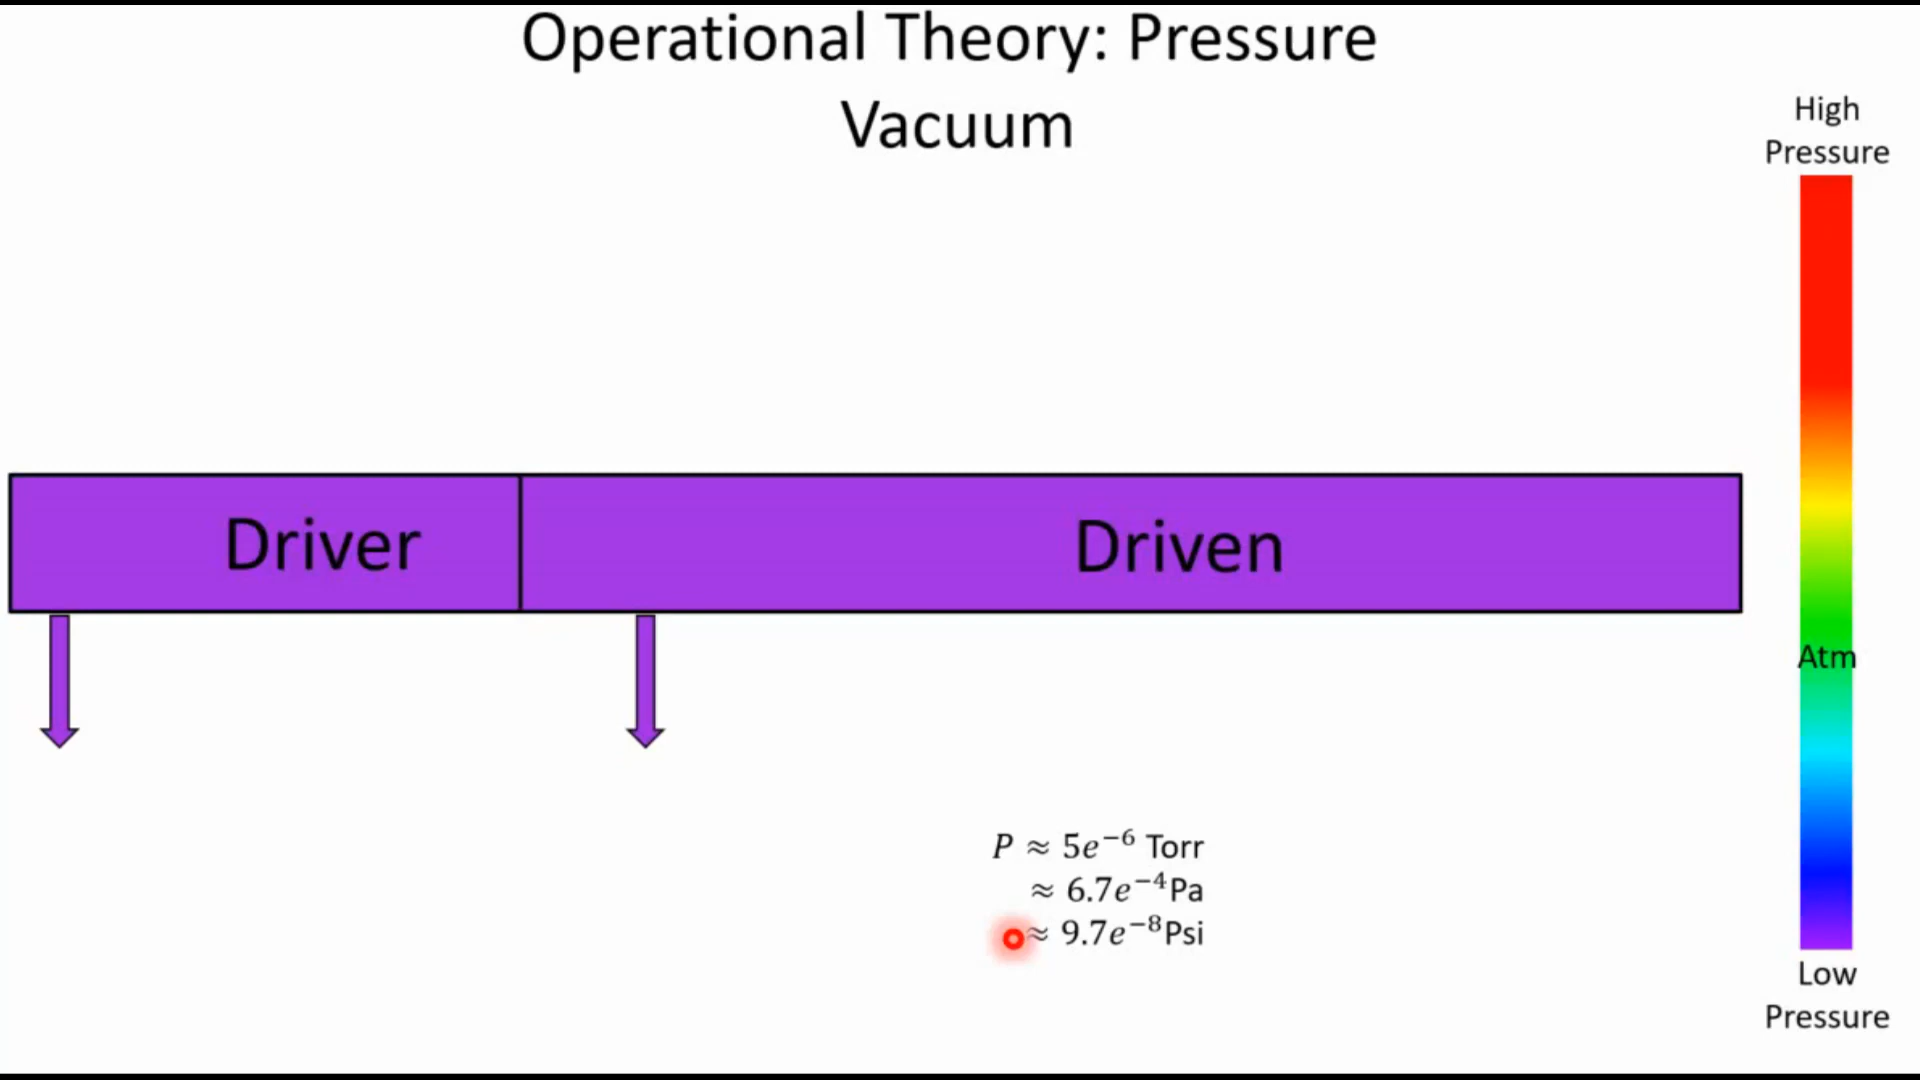 Operational Theory: Pressure
Vacuum
High
Pressure
Driver
Driven
Atm
P ≈ 5e⁻⁶ Torr
≈ 6.7e⁻⁴Pa
≈ 9.7e⁻⁸Psi
Low
Pressure